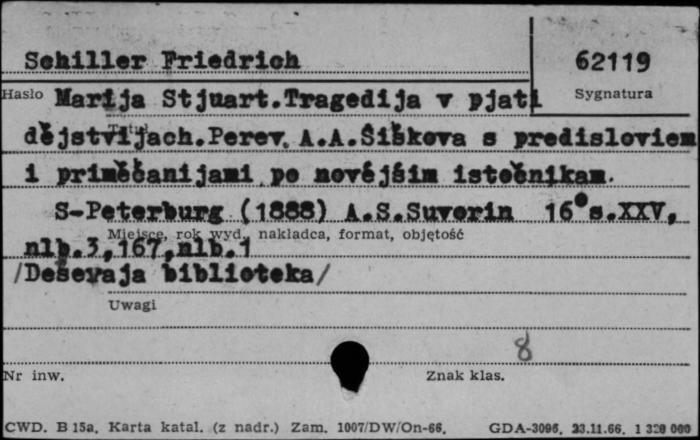 Schiller Friedrich
62119
Hasło Marija Stjuart.Tragedija v pjati
Sygnatura
dějstvijach.Perev. A.A.Šiškova s predisloviem
i priměčanijami po novějšim istočnikam.
S-Peterburg (1888) A.S.Suvorin 16° s.XXV,
Miejsce, rok wyd., nakładca, format, objętość
nlb.3,167,nlb.1
/Deševaja biblioteka/
Uwagi
8
Nr inw.
Znak klas.
CWD. B 15a. Karta katal. (z nadr.) Zam. 1007/DW/On-66. GDA-3096. 23.11.66. 1 320 000